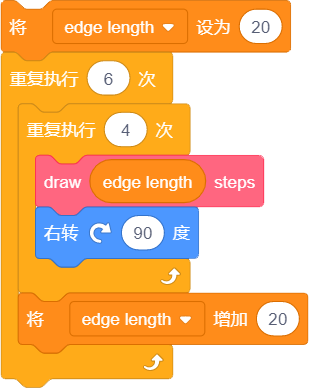 将 edge length 设为 20
重复执行 6 次
重复执行 4 次
draw edge length steps
右转 90 度
将 edge length 增加 20